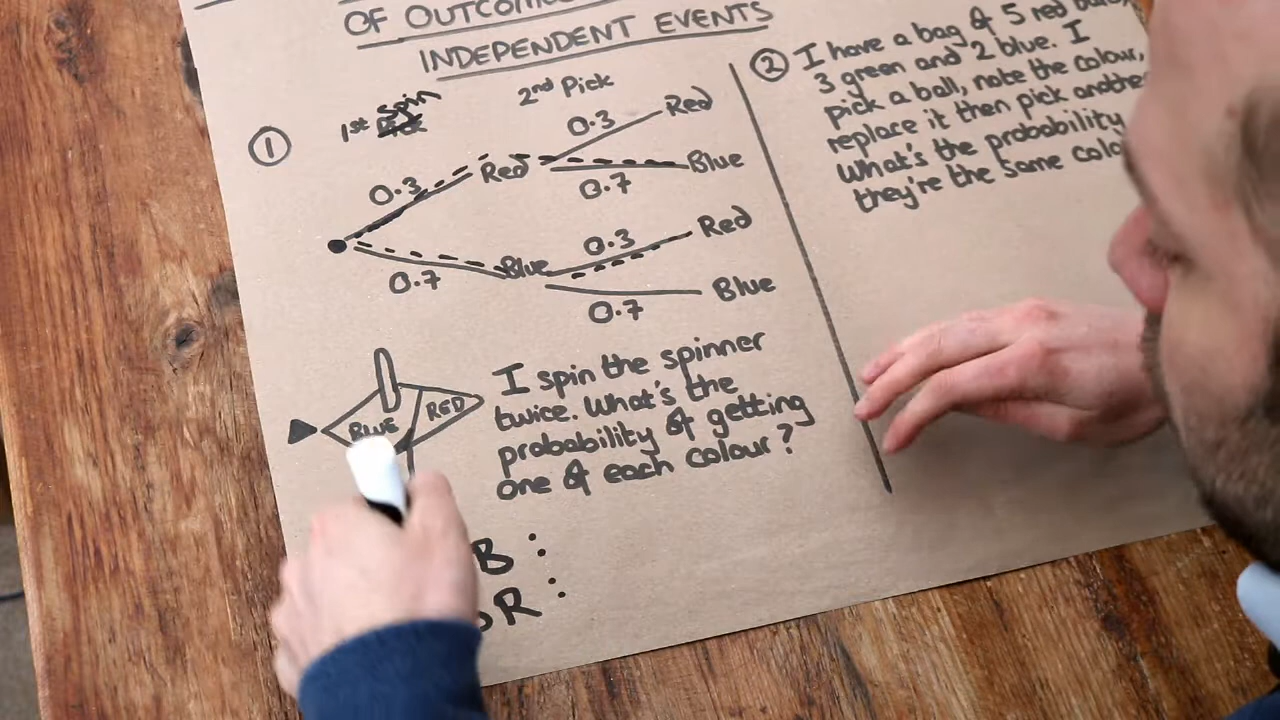 OF OUTCOMES
INDEPENDENT EVENTS
1
1st Spin
2nd Pick
0.3
Red
0.7
Blue
0.3
Red
0.7
Blue
0.3
Red
0.7
Blue
BLUE
RED
I spin the spinner
twice. What's the
probability of getting
one of each colour?
B :
R :
2
I have a bag of 5 red balls,
3 green and 2 blue. I
pick a ball, note the colour,
replace it then pick another
What's the probability
they're the same